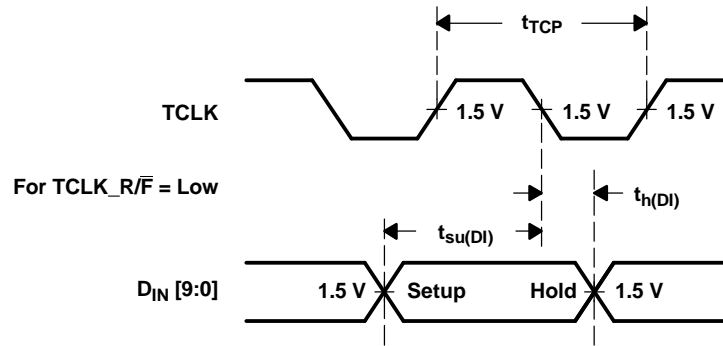 tTCP
TCLK
1.5 V
1.5 V
1.5 V
For TCLK_R/F̅ = Low
th(DI)
tsu(DI)
DIN [9:0]
1.5 V
Setup
Hold
1.5 V